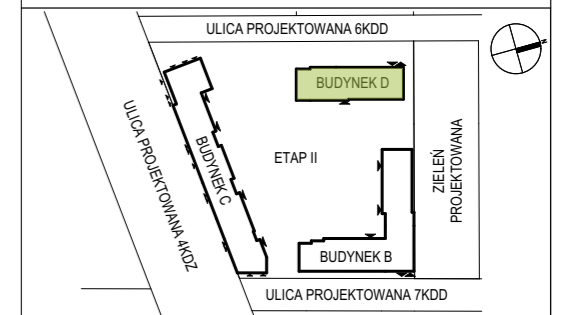 ULICA PROJEKTOWANA 6KDD
BUDYNEK D
ULICA PROJEKTOWANA 4KDZ
BUDYNEK C
ETAP II
ZIELEŃ
PROJEKTOWANA
BUDYNEK B
ULICA PROJEKTOWANA 7KDD